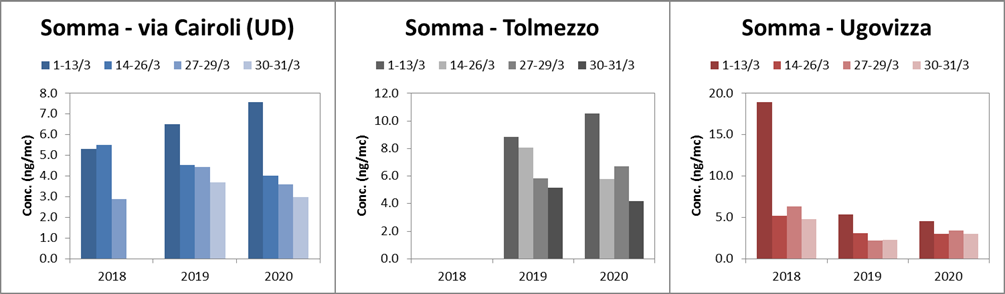 Somma - via Cairoli (UD)
1-13/3 14-26/3 27-29/3 30-31/3
Conc. (ng/mc)
8.0
7.0
6.0
5.0
4.0
3.0
2.0
1.0
0.0
2018 2019 2020
Somma - Tolmezzo
1-13/3 14-26/3 27-29/3 30-31/3
Conc. (ng/mc)
12.0
10.0
8.0
6.0
4.0
2.0
0.0
2018 2019 2020
Somma - Ugovizza
1-13/3 14-26/3 27-29/3 30-31/3
Conc. (ng/mc)
20.0
15.0
10.0
5.0
0.0
2018 2019 2020